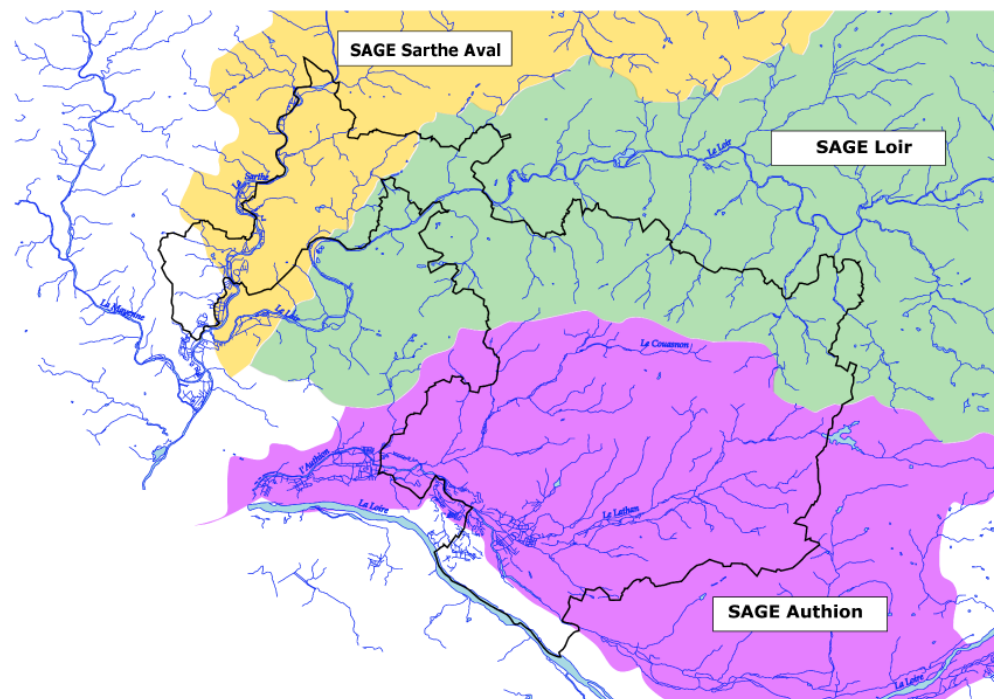 SAGE Sarthe Aval
SAGE Loir
Le Loir
La Sarthe
La Mayenne
Le Loir
Le Couasnon
l'Authion
La Loire
Le Lathan
SAGE Authion
La Loire